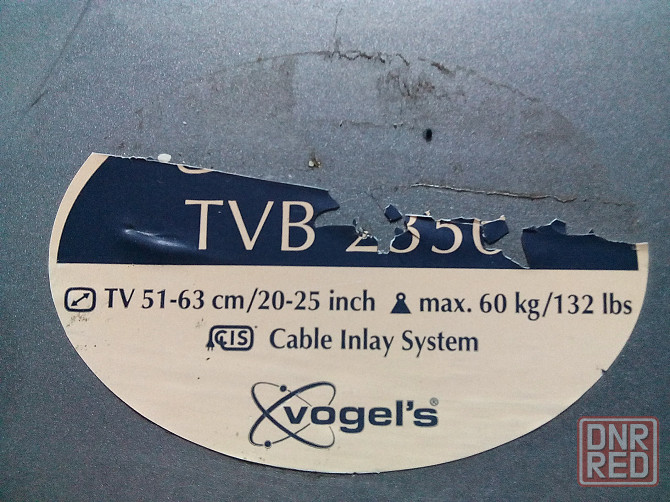 TVB 2350
TV 51-63 cm/20-25 inch max. 60 kg/132 lbs
CIS Cable Inlay System
vogel's®
DNR
RED